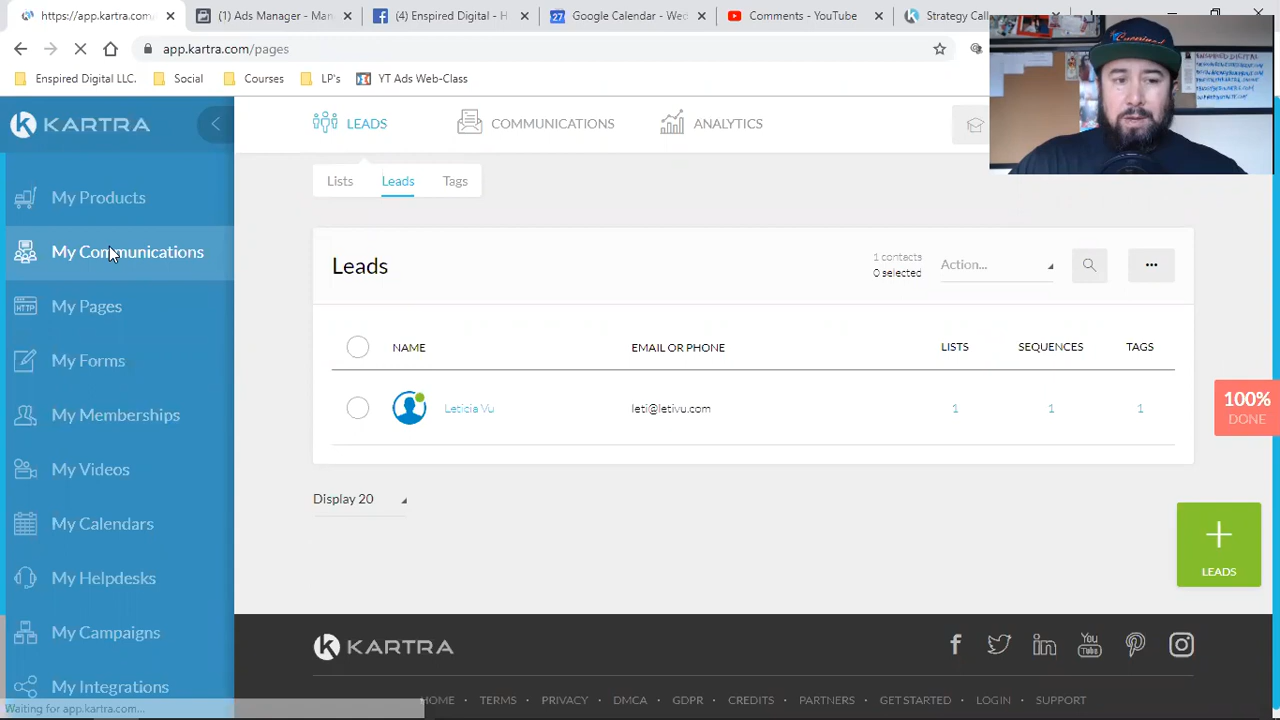 https://app.kartra.com/pages
(1) Ads Manager - Man
(4) Enspired Digital - H
27 Google Calendar - Wed
Comments - YouTube
Strategy Call
app.kartra.com/pages
Enspired Digital LLC.
Social
Courses
LP's
YT Ads Web-Class
KARTRA
LEADS
COMMUNICATIONS
ANALYTICS
My Products
My Communications
My Pages
My Forms
My Memberships
My Videos
My Calendars
My Helpdesks
My Campaigns
My Integrations
Lists
Leads
Tags
Leads
1 contacts
0 selected
Action...
NAME
EMAIL OR PHONE
LISTS
SEQUENCES
TAGS
Leticia Vu
leti@letivu.com
1
1
1
Display 20
100%
DONE
LEADS
KARTRA
You
Tube
HOME • TERMS • PRIVACY • DMCA • GDPR • CREDITS • PARTNERS • GET STARTED • LOGIN • SUPPORT
Waiting for app.kartra.com...